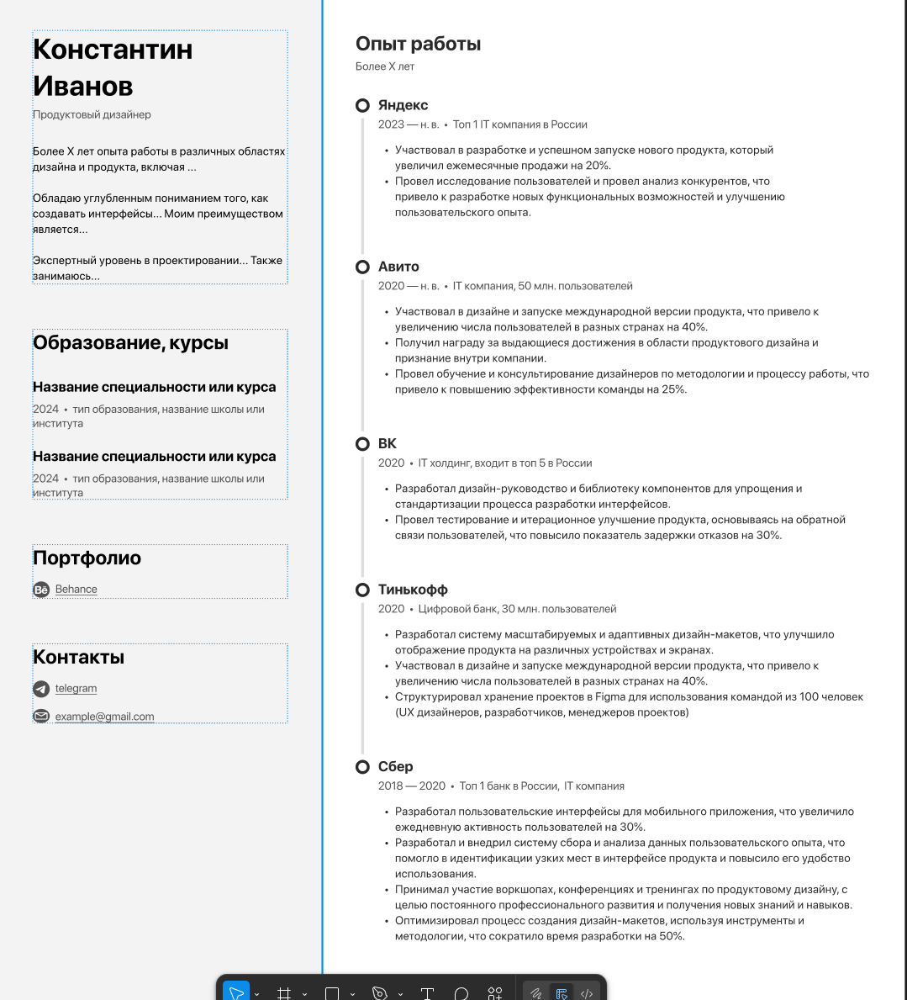 Константин
Иванов
Продуктовый дизайнер
Более X лет опыта работы в различных областях
дизайна и продукта, включая ...
Обладаю углубленным пониманием того, как
создавать интерфейсы... Моим преимуществом
является...
Экспертный уровень в проектировании... Также
занимаюсь...
Образование, курсы
Название специальности или курса
2024 • тип образования, название школы или
института
Название специальности или курса
2024 • тип образования, название школы или
института
Портфолио
Bē Behance
Контакты
telegram
example@gmail.com
Опыт работы
Более X лет
Яндекс
2023 — н. в. • Топ 1 IT компания в России
• Участвовал в разработке и успешном запуске нового продукта, который
увеличил ежемесячные продажи на 20%.
• Провел исследование пользователей и провел анализ конкурентов, что
привело к разработке новых функциональных возможностей и улучшению
пользовательского опыта.
Авито
2020 — н. в. • IT компания, 50 млн. пользователей
• Участвовал в дизайне и запуске международной версии продукта, что привело к
увеличению числа пользователей в разных странах на 40%.
• Получил награду за выдающиеся достижения в области продуктового дизайна и
признание внутри компании.
• Провел обучение и консультирование дизайнеров по методологии и процессу работы, что
привело к повышению эффективности команды на 25%.
ВК
2020 • IT холдинг, входит в топ 5 в России
• Разработал дизайн-руководство и библиотеку компонентов для упрощения и
стандартизации процесса разработки интерфейсов.
• Провел тестирование и итерационное улучшение продукта, основываясь на обратной
связи пользователей, что повысило показатель задержки отказов на 30%.
Тинькофф
2020 • Цифровой банк, 30 млн. пользователей
• Разработал систему масштабируемых и адаптивных дизайн-макетов, что улучшило
отображение продукта на различных устройствах и экранах.
• Участвовал в дизайне и запуске международной версии продукта, что привело к
увеличению числа пользователей в разных странах на 40%.
• Структурировал хранение проектов в Figma для использования командой из 100 человек
(UX дизайнеров, разработчиков, менеджеров проектов)
Сбер
2018 — 2020 • Топ 1 банк в России, IT компания
• Разработал пользовательские интерфейсы для мобильного приложения, что увеличило
ежедневную активность пользователей на 30%.
• Разработал и внедрил систему сбора и анализа данных пользовательского опыта, что
помогло в идентификации узких мест в интерфейсе продукта и повысило его удобство
использования.
• Принимал участие воркшопах, конференциях и тренингах по продуктовому дизайну, с
целью постоянного профессионального развития и получения новых знаний и навыков.
• Оптимизировал процесс создания дизайн-макетов, используя инструменты и
методологии, что сократило время разработки на 50%.